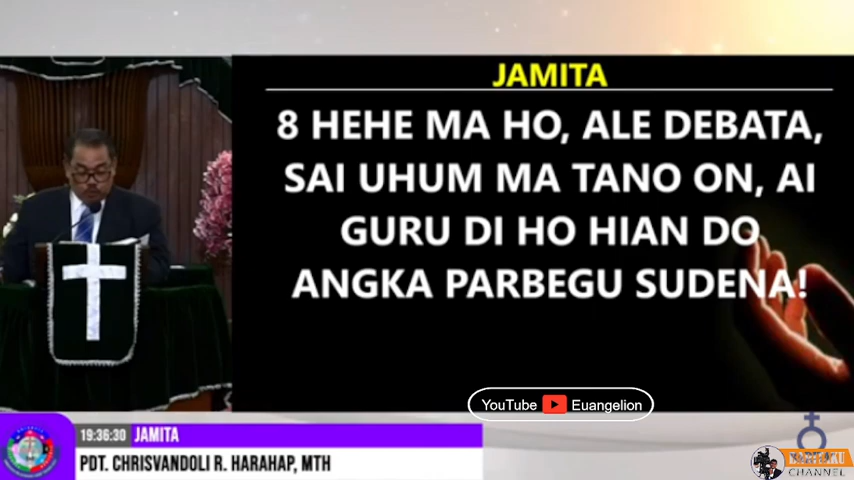 JAMITA
8 HEHE MA HO, ALE DEBATA,
SAI UHUM MA TANO ON, AI
GURU DI HO HIAN DO
ANGKA PARBEGU SUDENA!
YouTube Euangelion
19:36:30 JAMITA
PDT. CHRISVANDOLI R. HARAHAP, MTH
CHANNEL